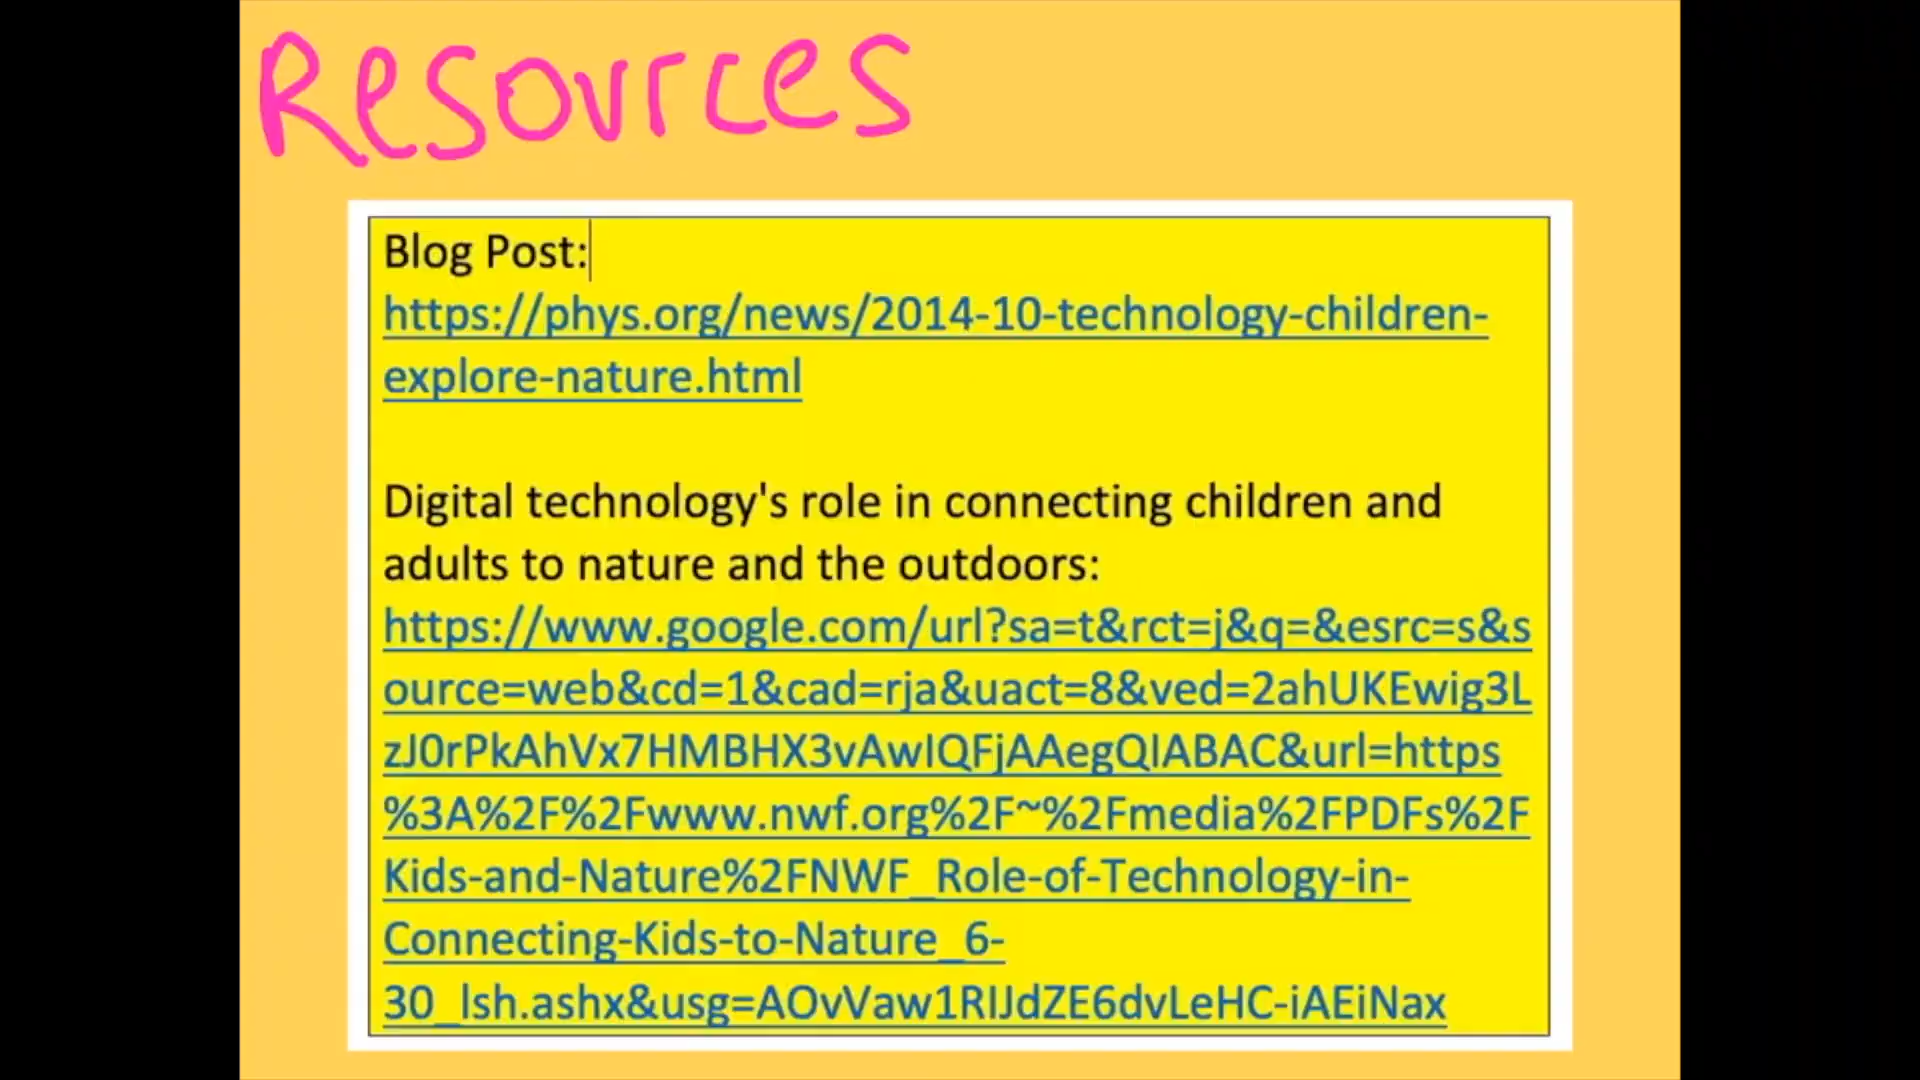 Resources
Blog Post:
https://phys.org/news/2014-10-technology-children-
explore-nature.html
Digital technology's role in connecting children and
adults to nature and the outdoors:
https://www.google.com/url?sa=t&rct=j&q=&esrc=s&s
ource=web&cd=1&cad=rja&uact=8&ved=2ahUKEwig3L
zJ0rPkAhVx7HMBHX3vAwIQFjAAegQIABAC&url=https
%3A%2F%2Fwww.nwf.org%2F~%2Fmedia%2FPDFs%2F
Kids-and-Nature%2FNWF_Role-of-Technology-in-
Connecting-Kids-to-Nature_6-
30_lsh.ashx&usg=AOvVaw1RIJdZE6dvLeHC-iAEiNax